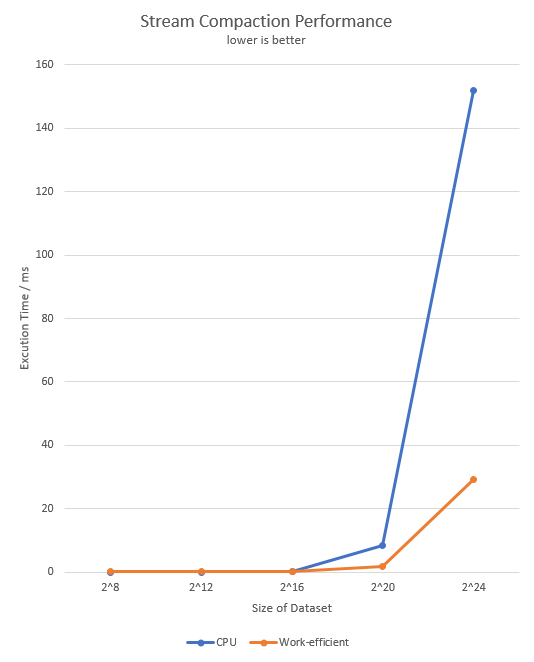 Stream Compaction Performance
lower is better
160
140
120
100
80
60
40
20
0
Excution Time / ms
2^8 2^12 2^16 2^20 2^24
Size of Dataset
CPU Work-efficient